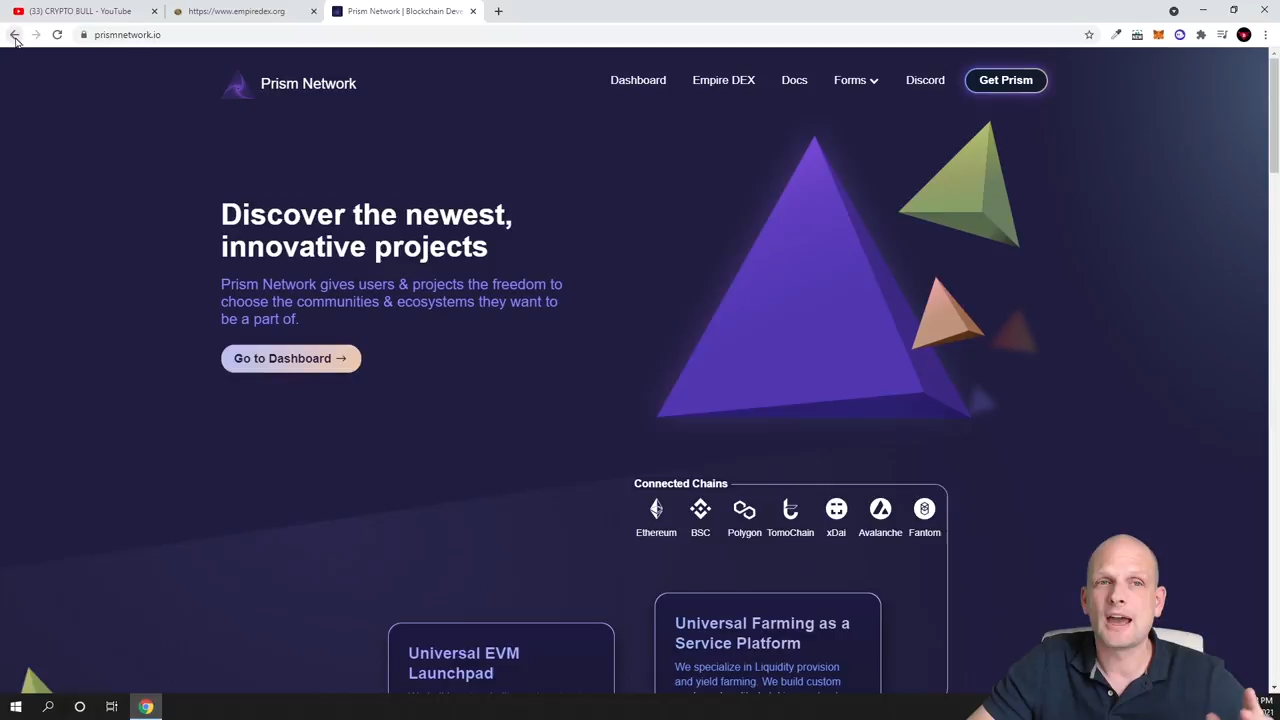 (33) CRYPTO BULL - YouTube
https://www.empiredex.org
Prism Network | Blockchain Deve
prismnetwork.io
Prism Network
Dashboard
Empire DEX
Docs
Forms
Discord
Get Prism
Discover the newest,
innovative projects
Prism Network gives users & projects the freedom to
choose the communities & ecosystems they want to
be a part of.
Go to Dashboard →
Connected Chains
Ethereum
BSC
Polygon
TomoChain
xDai
Avalanche
Fantom
Universal EVM
Launchpad
Universal Farming as a
Service Platform
We specialize in Liquidity provision
and yield farming. We build custom